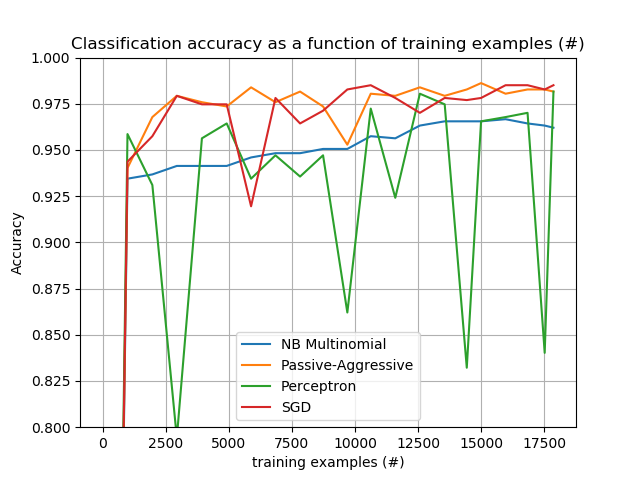 Classification accuracy as a function of training examples (#)
1.000
0.975
0.950
0.925
0.900
0.875
0.850
0.825
0.800
Accuracy
NB Multinomial
Passive-Aggressive
Perceptron
SGD
0 2500 5000 7500 10000 12500 15000 17500
training examples (#)